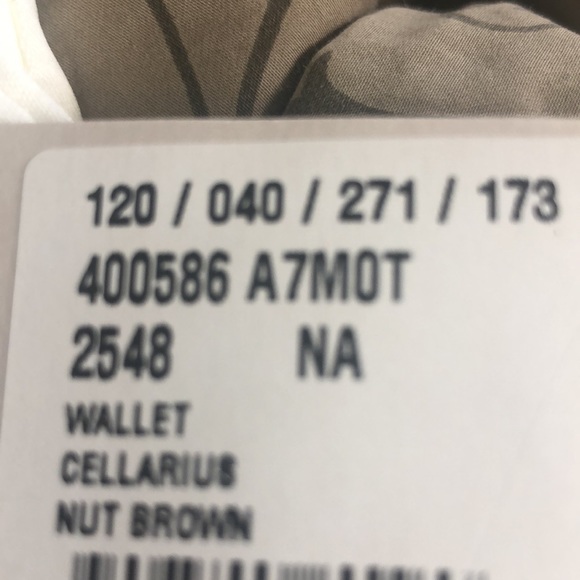 120 / 040 / 271 / 173
400586 A7M0T
2548 NA
WALLET
CELLARIUS
NUT BROWN